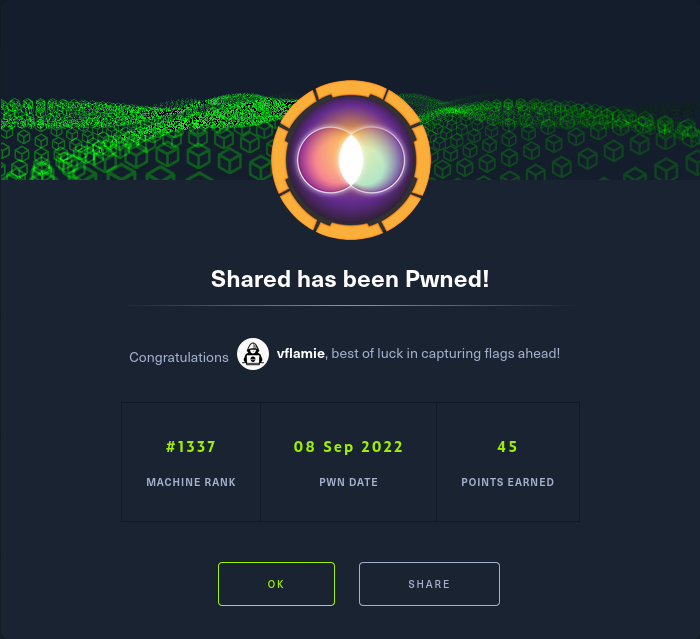 Shared has been Pwned!
Congratulations vflamie, best of luck in capturing flags ahead!
#1337 08 Sep 2022 45
MACHINE RANK PWN DATE POINTS EARNED
OK SHARE